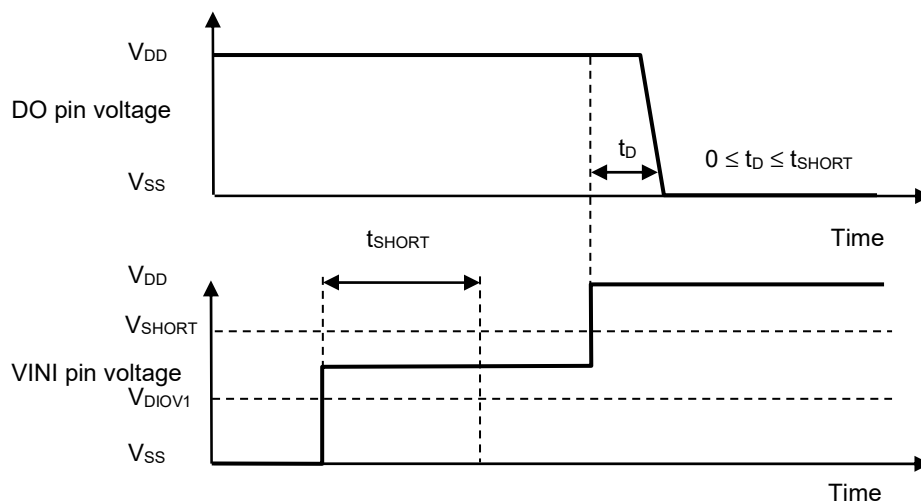 VDD
DO pin voltage
tD
0 ≤ tD ≤ tSHORT
VSS
Time
tSHORT
VDD
VSHORT
VINI pin voltage
VDIOV1
VSS
Time